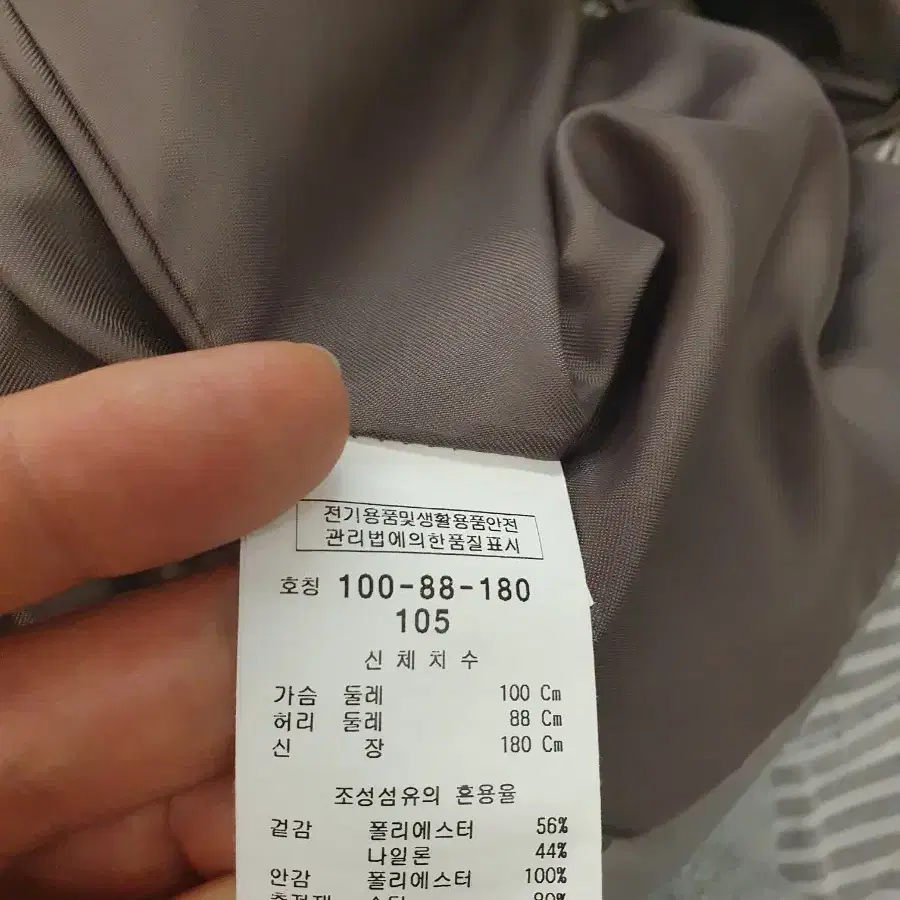 전기용품및생활용품안전
관리법에의한품질표시
호칭 100-88-180
105
신체치수
가슴 둘레 100 Cm
허리 둘레 88 Cm
신 장 180 Cm
조성섬유의 혼용율
겉감 폴리에스터 56%
나일론 44%
안감 폴리에스터 100%